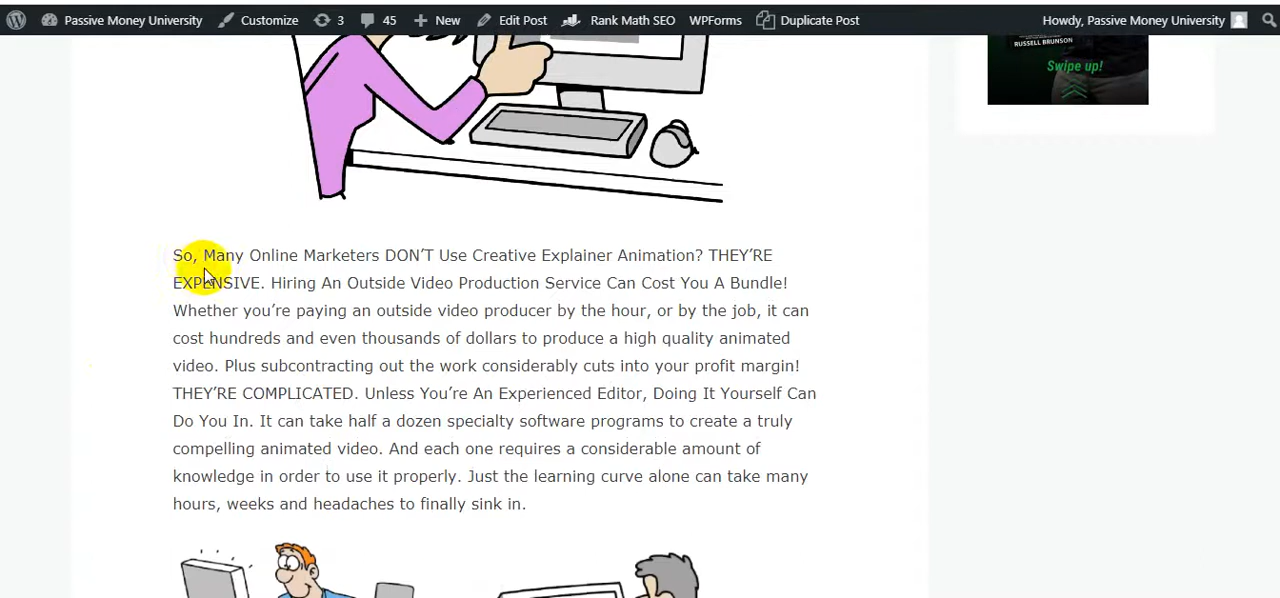 Passive Money University Customize 3 45 New Edit Post Rank Math SEO WPForms Duplicate Post Howdy, Passive Money University
RUSSELL BRUNSON
Swipe up!
So, Many Online Marketers DON'T Use Creative Explainer Animation? THEY'RE
EXPENSIVE. Hiring An Outside Video Production Service Can Cost You A Bundle!
Whether you're paying an outside video producer by the hour, or by the job, it can
cost hundreds and even thousands of dollars to produce a high quality animated
video. Plus subcontracting out the work considerably cuts into your profit margin!
THEY'RE COMPLICATED. Unless You're An Experienced Editor, Doing It Yourself Can
Do You In. It can take half a dozen specialty software programs to create a truly
compelling animated video. And each one requires a considerable amount of
knowledge in order to use it properly. Just the learning curve alone can take many
hours, weeks and headaches to finally sink in.